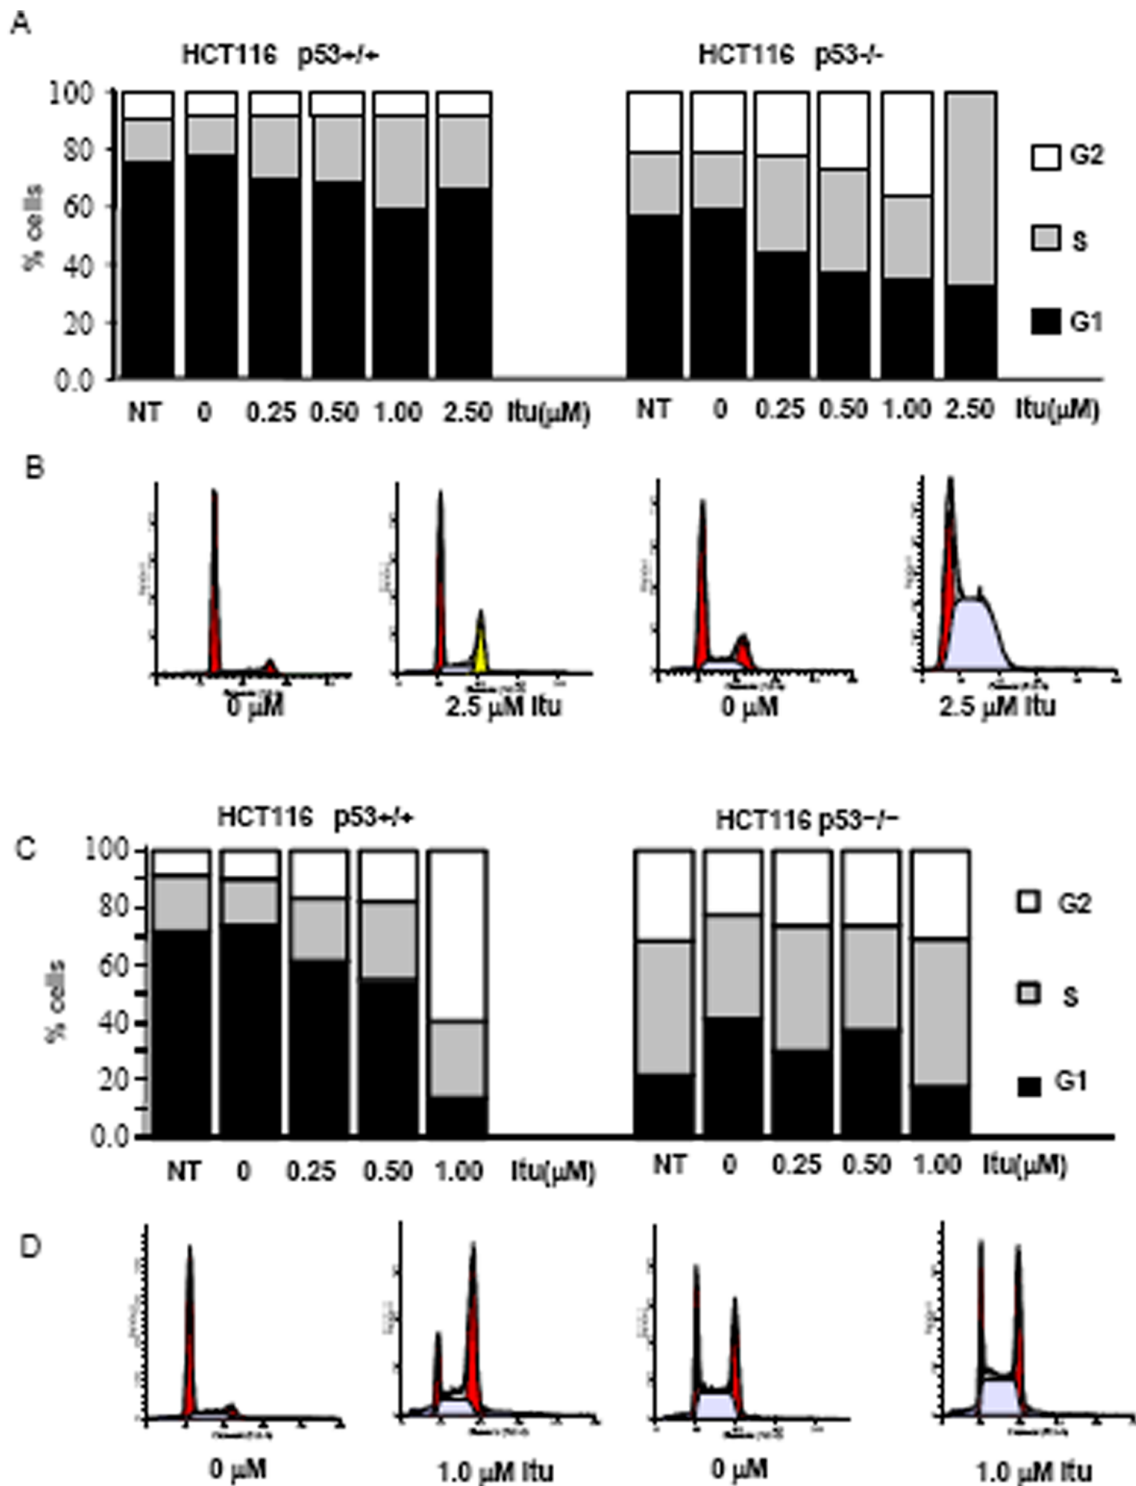 A
HCT116 p53+/+
HCT116 p53-/-
100
80
60
40
20
0.0
% cells
G2
S
G1
NT 0 0.25 0.50 1.00 2.50 Itu(μM)
NT 0 0.25 0.50 1.00 2.50 Itu(μM)
B
0 μM
2.5 μM Itu
0 μM
2.5 μM Itu
HCT116 p53+/+
HCT116 p53-/-
C
100
80
60
40
20
0.0
% cells
G2
S
G1
NT 0 0.25 0.50 1.00 Itu(μM)
NT 0 0.25 0.50 1.00 Itu(μM)
D
0 μM
1.0 μM Itu
0 μM
1.0 μM Itu